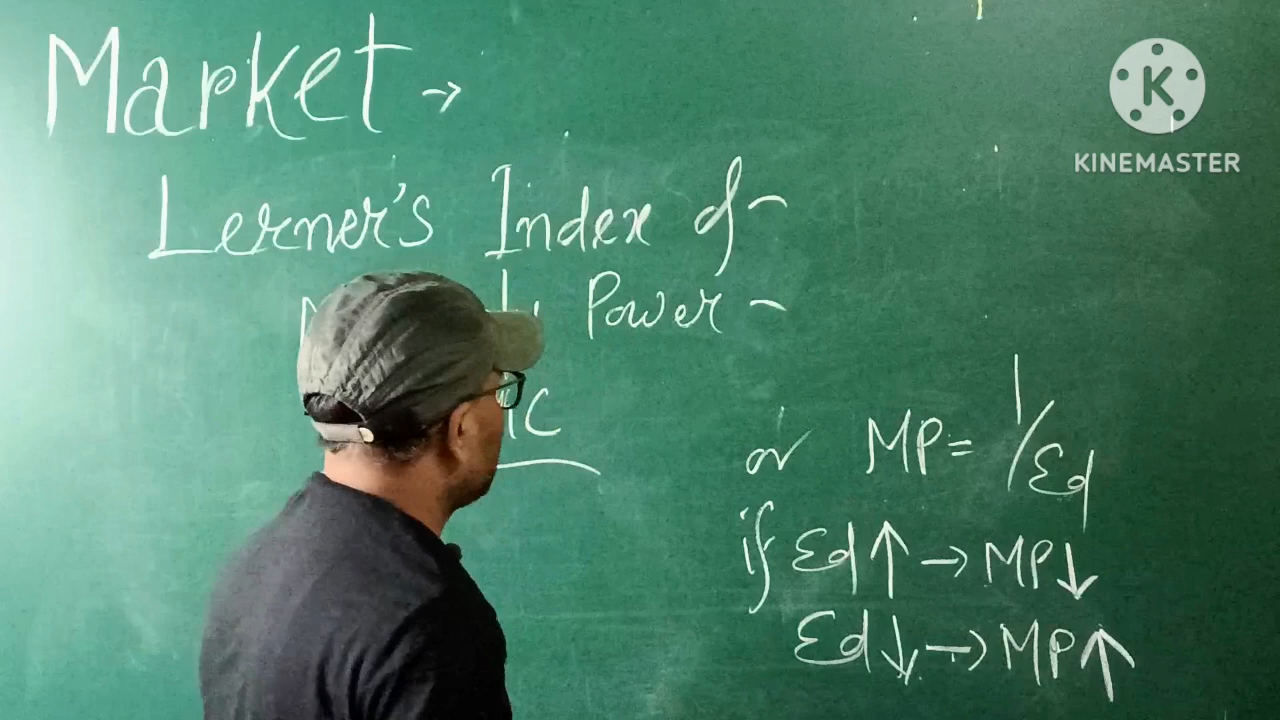 Market →
Lerner's Index of -
Power -
or MP = 1/Ed
if Ed ↑ → MP ↓
Ed ↓ → MP ↑
K
KINEMASTER